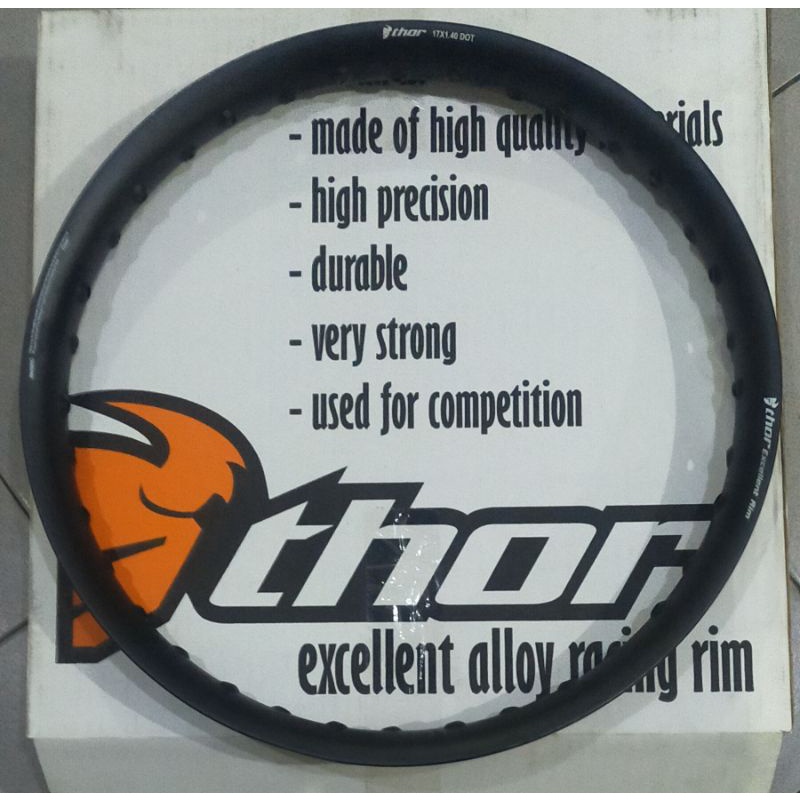 thor 17X1.40 DOT
- made of high quality
- high precision
- durable
- very strong
- used for competition
thor Excellent Rim
thor
excellent alloy racing rim